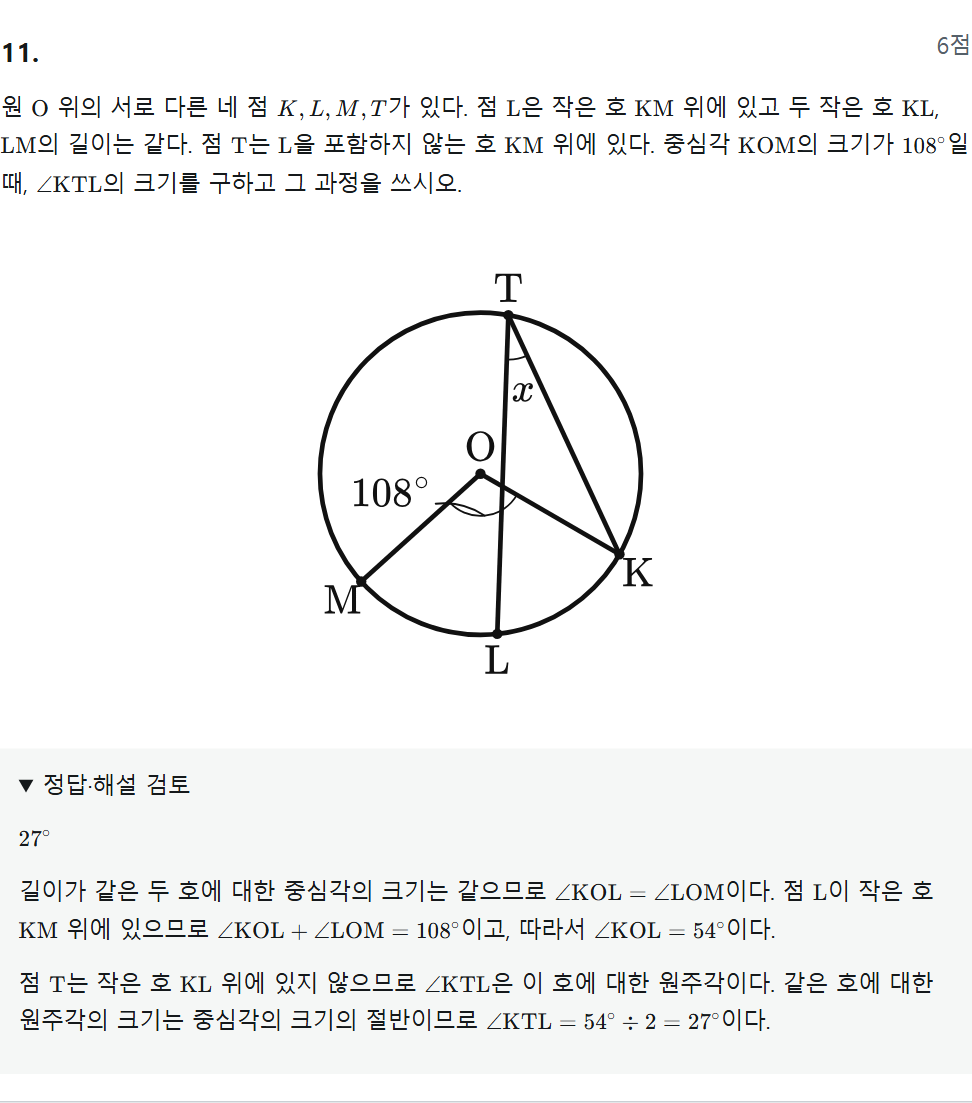 6점
11.
원 O 위의 서로 다른 네 점 K, L, M, T가 있다. 점 L은 작은 호 KM 위에 있고 두 작은 호 KL,
LM의 길이는 같다. 점 T는 L을 포함하지 않는 호 KM 위에 있다. 중심각 KOM의 크기가 108°일
때, ∠KTL의 크기를 구하고 그 과정을 쓰시오.
T
x
O
108°
K
M
L
▼ 정답·해설 검토
27°
길이가 같은 두 호에 대한 중심각의 크기는 같으므로 ∠KOL = ∠LOM이다. 점 L이 작은 호
KM 위에 있으므로 ∠KOL + ∠LOM = 108°이고, 따라서 ∠KOL = 54°이다.
점 T는 작은 호 KL 위에 있지 않으므로 ∠KTL은 이 호에 대한 원주각이다. 같은 호에 대한
원주각의 크기는 중심각의 크기의 절반이므로 ∠KTL = 54° ÷ 2 = 27°이다.